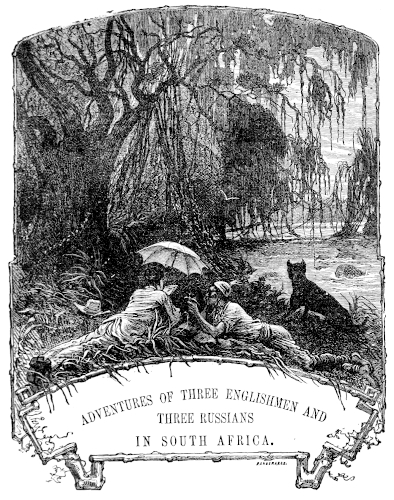 ADVENTURES OF THREE ENGLISHMEN AND
THREE RUSSIANS
IN SOUTH AFRICA.